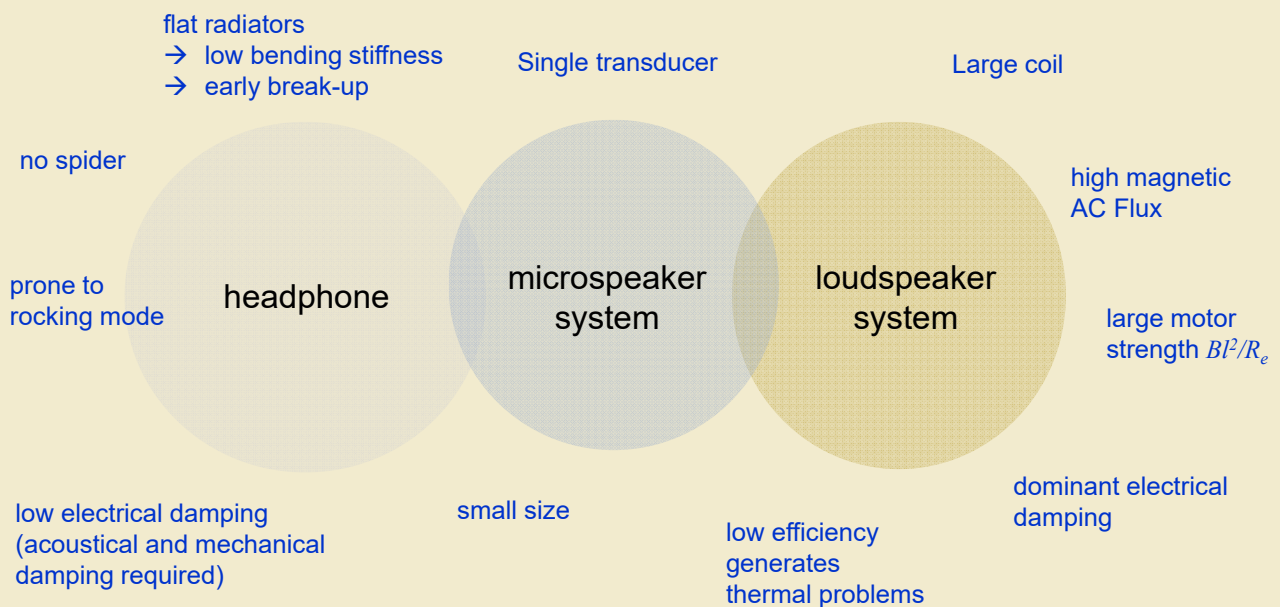 flat radiators
→ low bending stiffness
→ early break-up
Single transducer
Large coil
no spider
high magnetic
AC Flux
prone to
rocking mode
headphone
microspeaker
system
loudspeaker
system
large motor
strength Bl²/Rₑ
low electrical damping
(acoustical and mechanical
damping required)
small size
low efficiency
generates
thermal problems
dominant electrical
damping